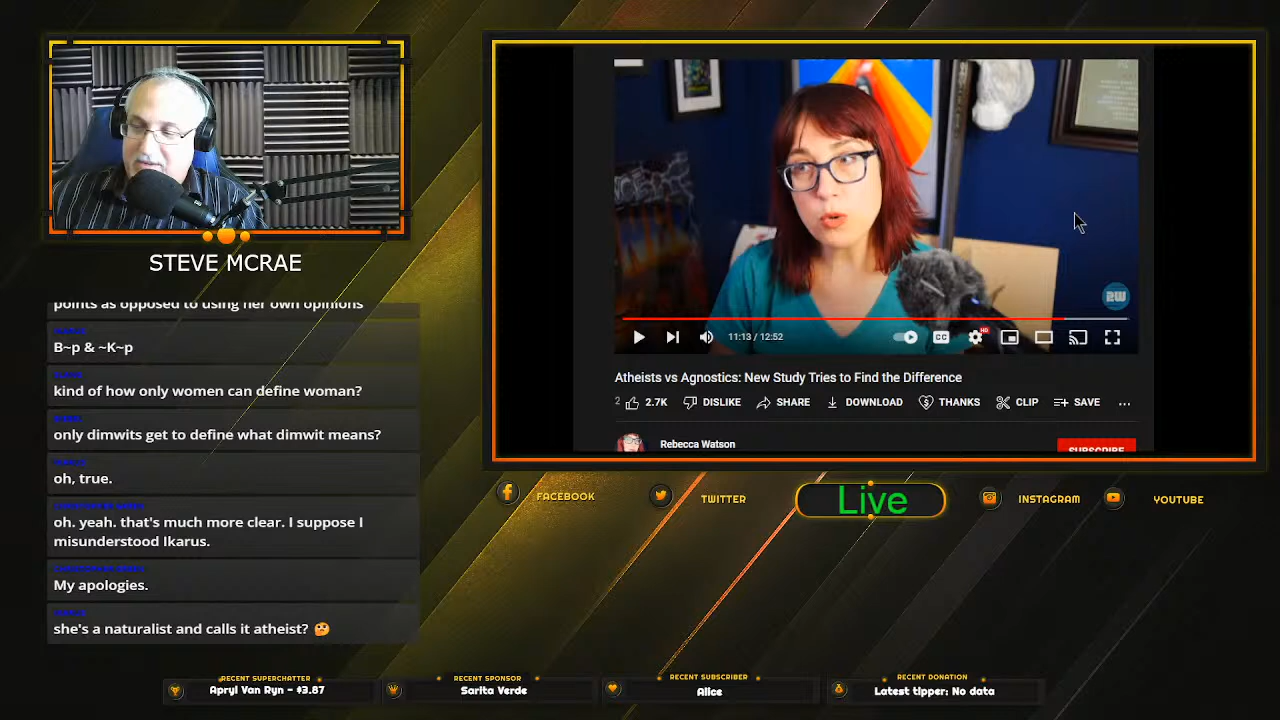 STEVE MCRAE
points as opposed to using her own opinions
B~p & ~K~p
kind of how only women can define woman?
only dimwits get to define what dimwit means?
oh, true.
oh. yeah. that's much more clear. I suppose I
misunderstood Ikarus.
My apologies.
she's a naturalist and calls it atheist? 🤔
11:13 / 12:52
CC
HD
RW
Atheists vs Agnostics: New Study Tries to Find the Difference
2.7K DISLIKE SHARE DOWNLOAD THANKS CLIP SAVE ...
Rebecca Watson
SUBSCRIBE
FACEBOOK TWITTER Live INSTAGRAM YOUTUBE
RECENT SUPERCHATTER
Apryl Van Ryn - $3.87
RECENT SPONSOR
Sarita Verde
RECENT SUBSCRIBER
Alice
RECENT DONATION
Latest tipper: No data